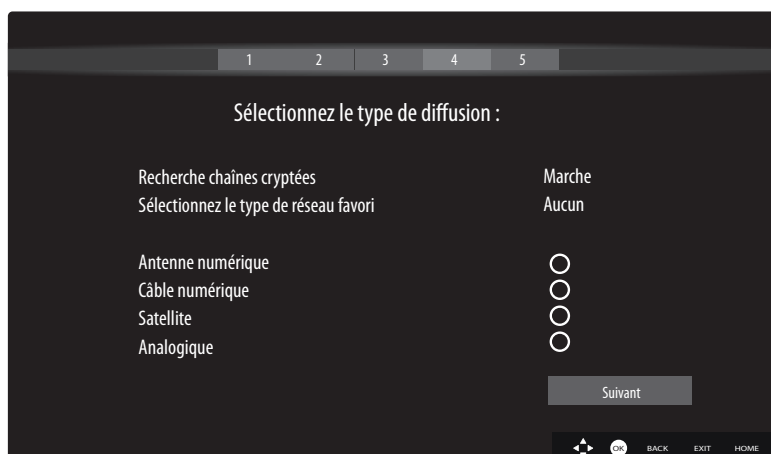 1 2 3 4 5
Sélectionnez le type de diffusion :
Recherche chaînes cryptées Marche
Sélectionnez le type de réseau favori Aucun
Antenne numérique
Câble numérique
Satellite
Analogique
Suivant
OK BACK EXIT HOME